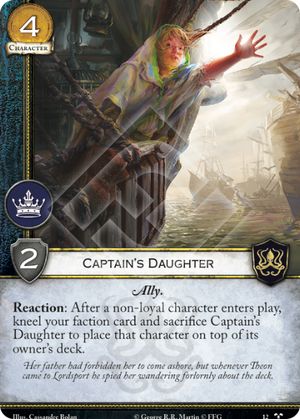 4
CHARACTER
2
CAPTAIN'S DAUGHTER
Ally.
Reaction: After a non-loyal character enters play,
kneel your faction card and sacrifice Captain's
Daughter to place that character on top of its
owner's deck.
Her father had forbidden her to come ashore, but whenever Theon
came to Lordsport he spied her wandering forlornly about the deck.
Illus. Cassandre Bolan
© George R.R. Martin © FFG
12